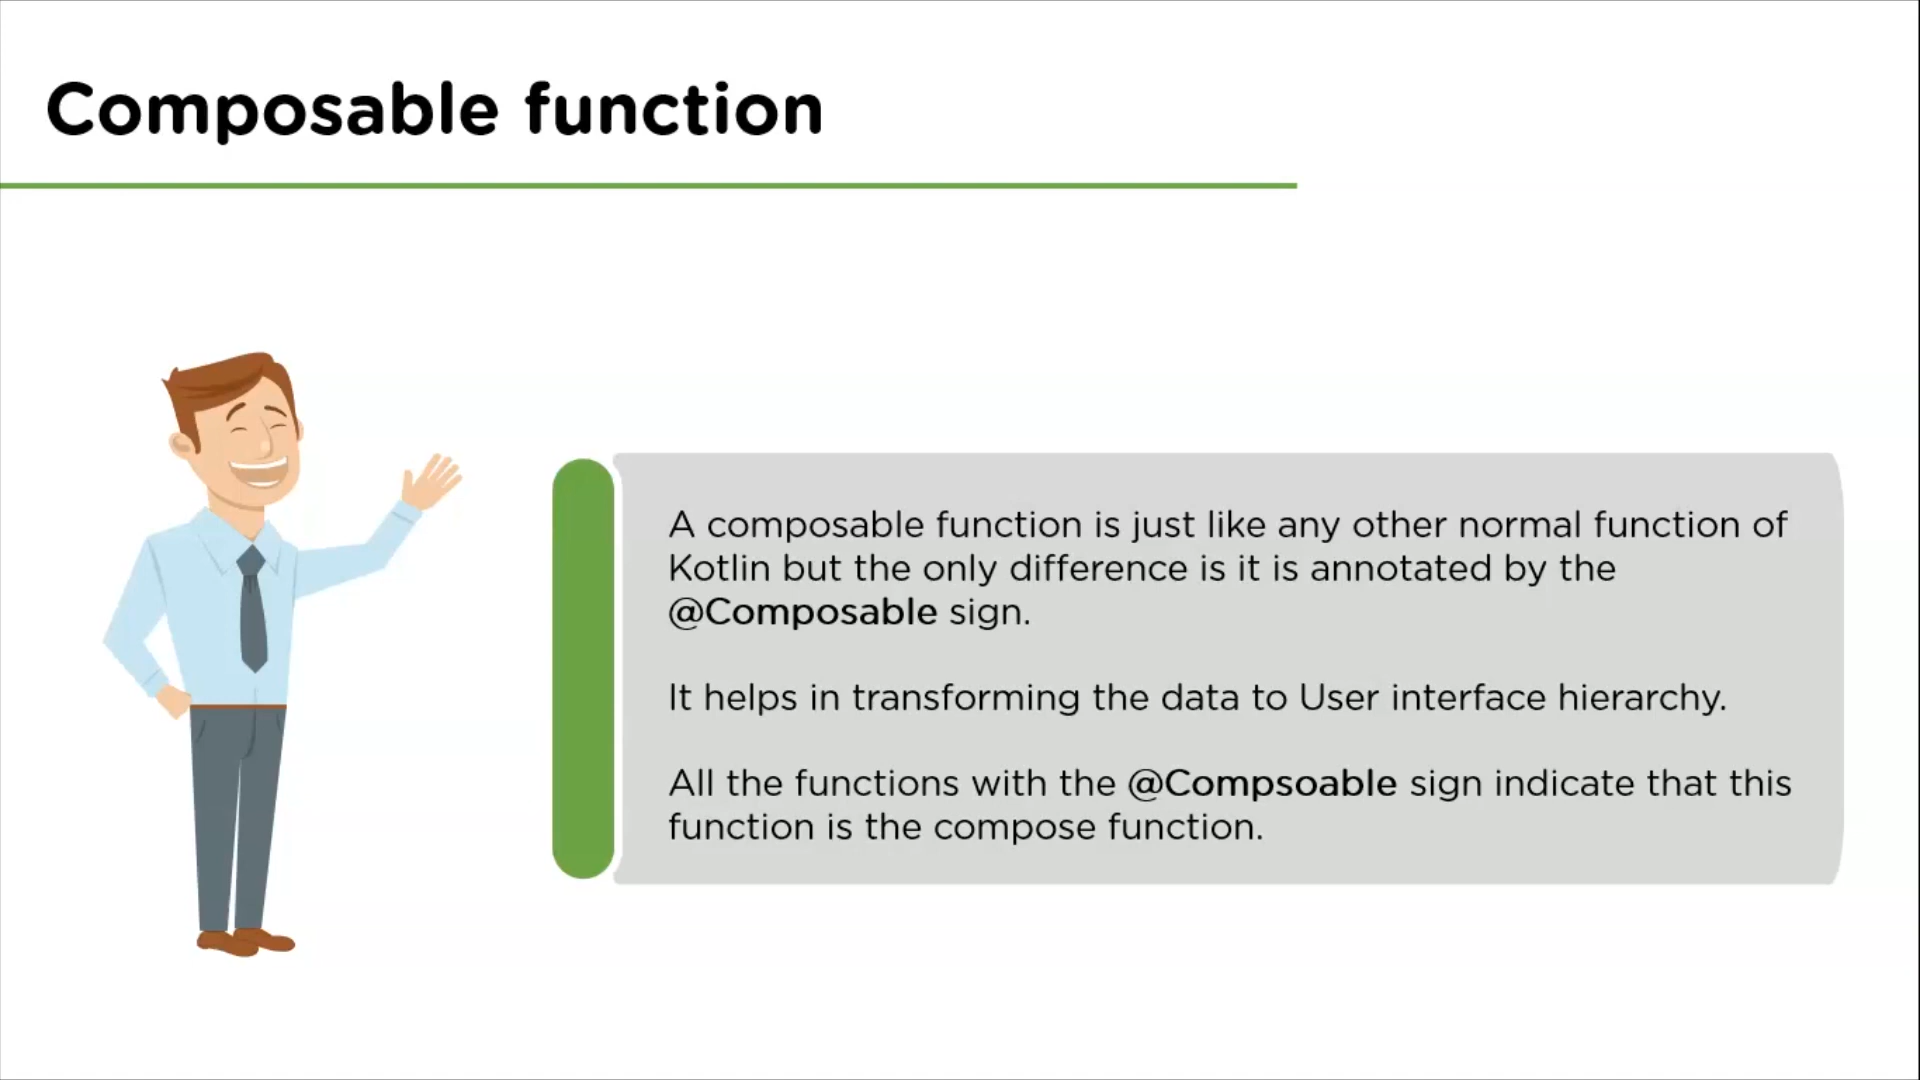 Composable function
A composable function is just like any other normal function of
Kotlin but the only difference is it is annotated by the
@Composable sign.
It helps in transforming the data to User interface hierarchy.
All the functions with the @Compsoable sign indicate that this
function is the compose function.